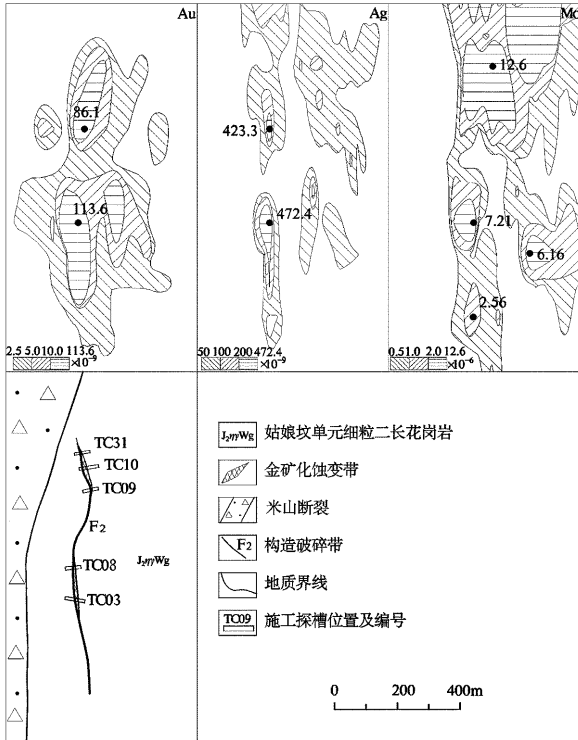 Au
86.1
113.6
2.5 5.0 10.0 113.6
×10⁻⁹
Ag
423.3
472.4
50 100 200 472.4
×10⁻⁹
Mo
12.6
7.21
6.16
2.56
0.5 1.0 2.0 12.6
×10⁻⁶
TC31
TC10
TC09
F₂
TC08
J₂ηγWg
TC03
J₂ηγWg 姑娘坟单元细粒二长花岗岩
金矿化蚀变带
米山断裂
F₂ 构造破碎带
地质界线
TC09 施工探槽位置及编号
0 200 400m